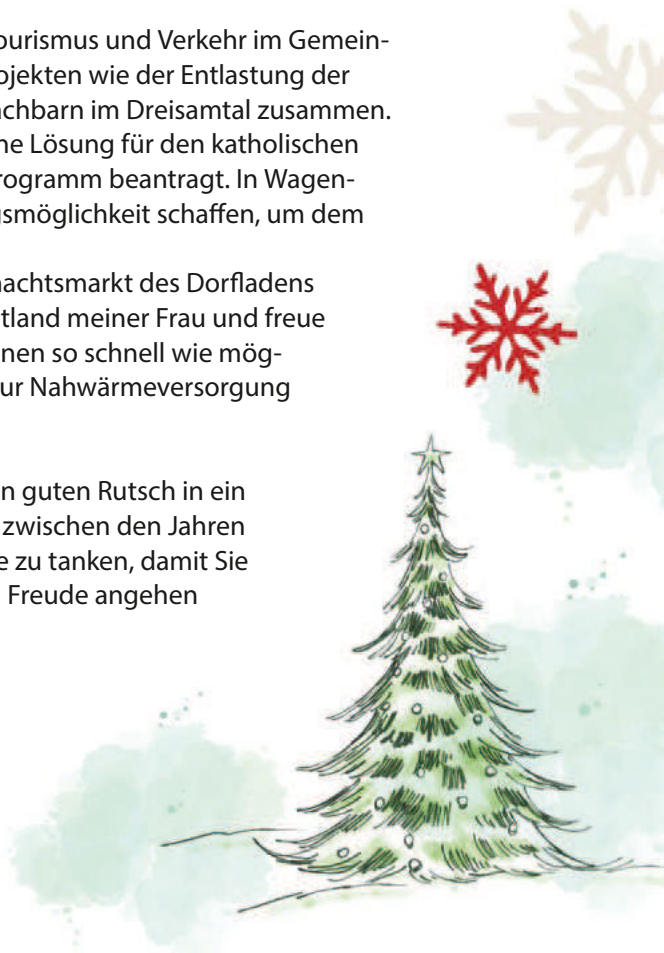 ourismus und Verkehr im Gemein-
ojekten wie der Entlastung der
chbarn im Dreisamtal zusammen.
ne Lösung für den katholischen
rogramm beantragt. In Wagen-
gsmöglichkeit schaffen, um dem
nachtsmarkt des Dorfladens
tland meiner Frau und freue
nen so schnell wie mög-
ur Nahwärmeversorgung
n guten Rutsch in ein
zwischen den Jahren
e zu tanken, damit Sie
Freude angehen